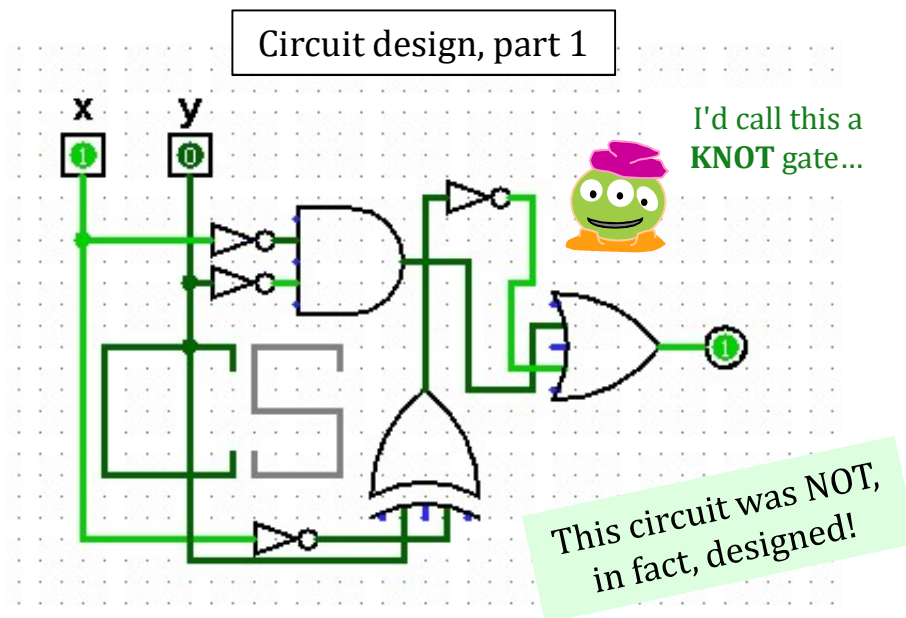 Circuit design, part 1
x y
1 0
I'd call this a
KNOT gate...
1
CS
This circuit was NOT,
in fact, designed!